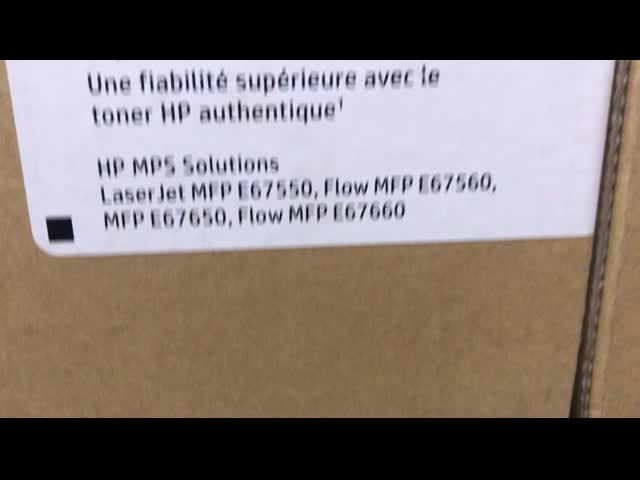 Une fiabilité supérieure avec le
toner HP authentique¹
HP MPS Solutions
LaserJet MFP E67550, Flow MFP E67560,
MFP E67650, Flow MFP E67660